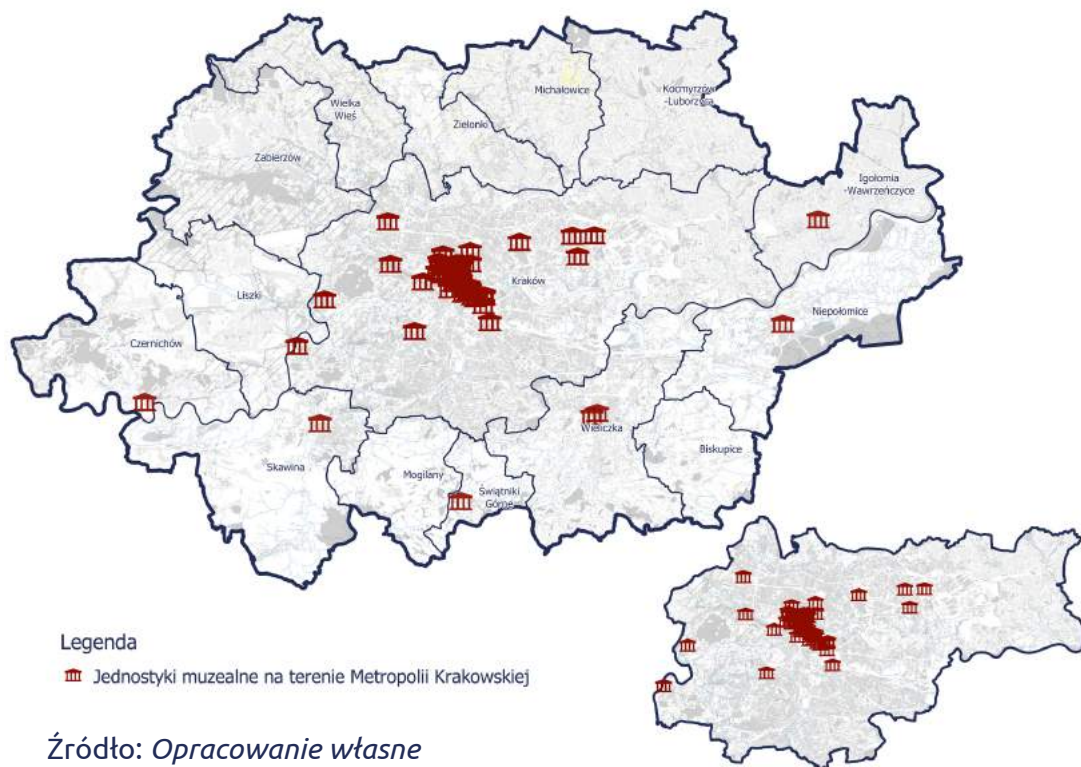 Michałowice
Kocmyrzów
-Luborzyca
Wielka
Wieś
Zielonki
Zabierzów
Igołomia
-Wawrzeńczyce
Kraków
Liszki
Niepołomice
Czernichów
Wieliczka
Biskupice
Skawina
Mogilany
Świątniki
Górne
Legenda
Jednostyki muzealne na terenie Metropolii Krakowskiej
Źródło: Opracowanie własne